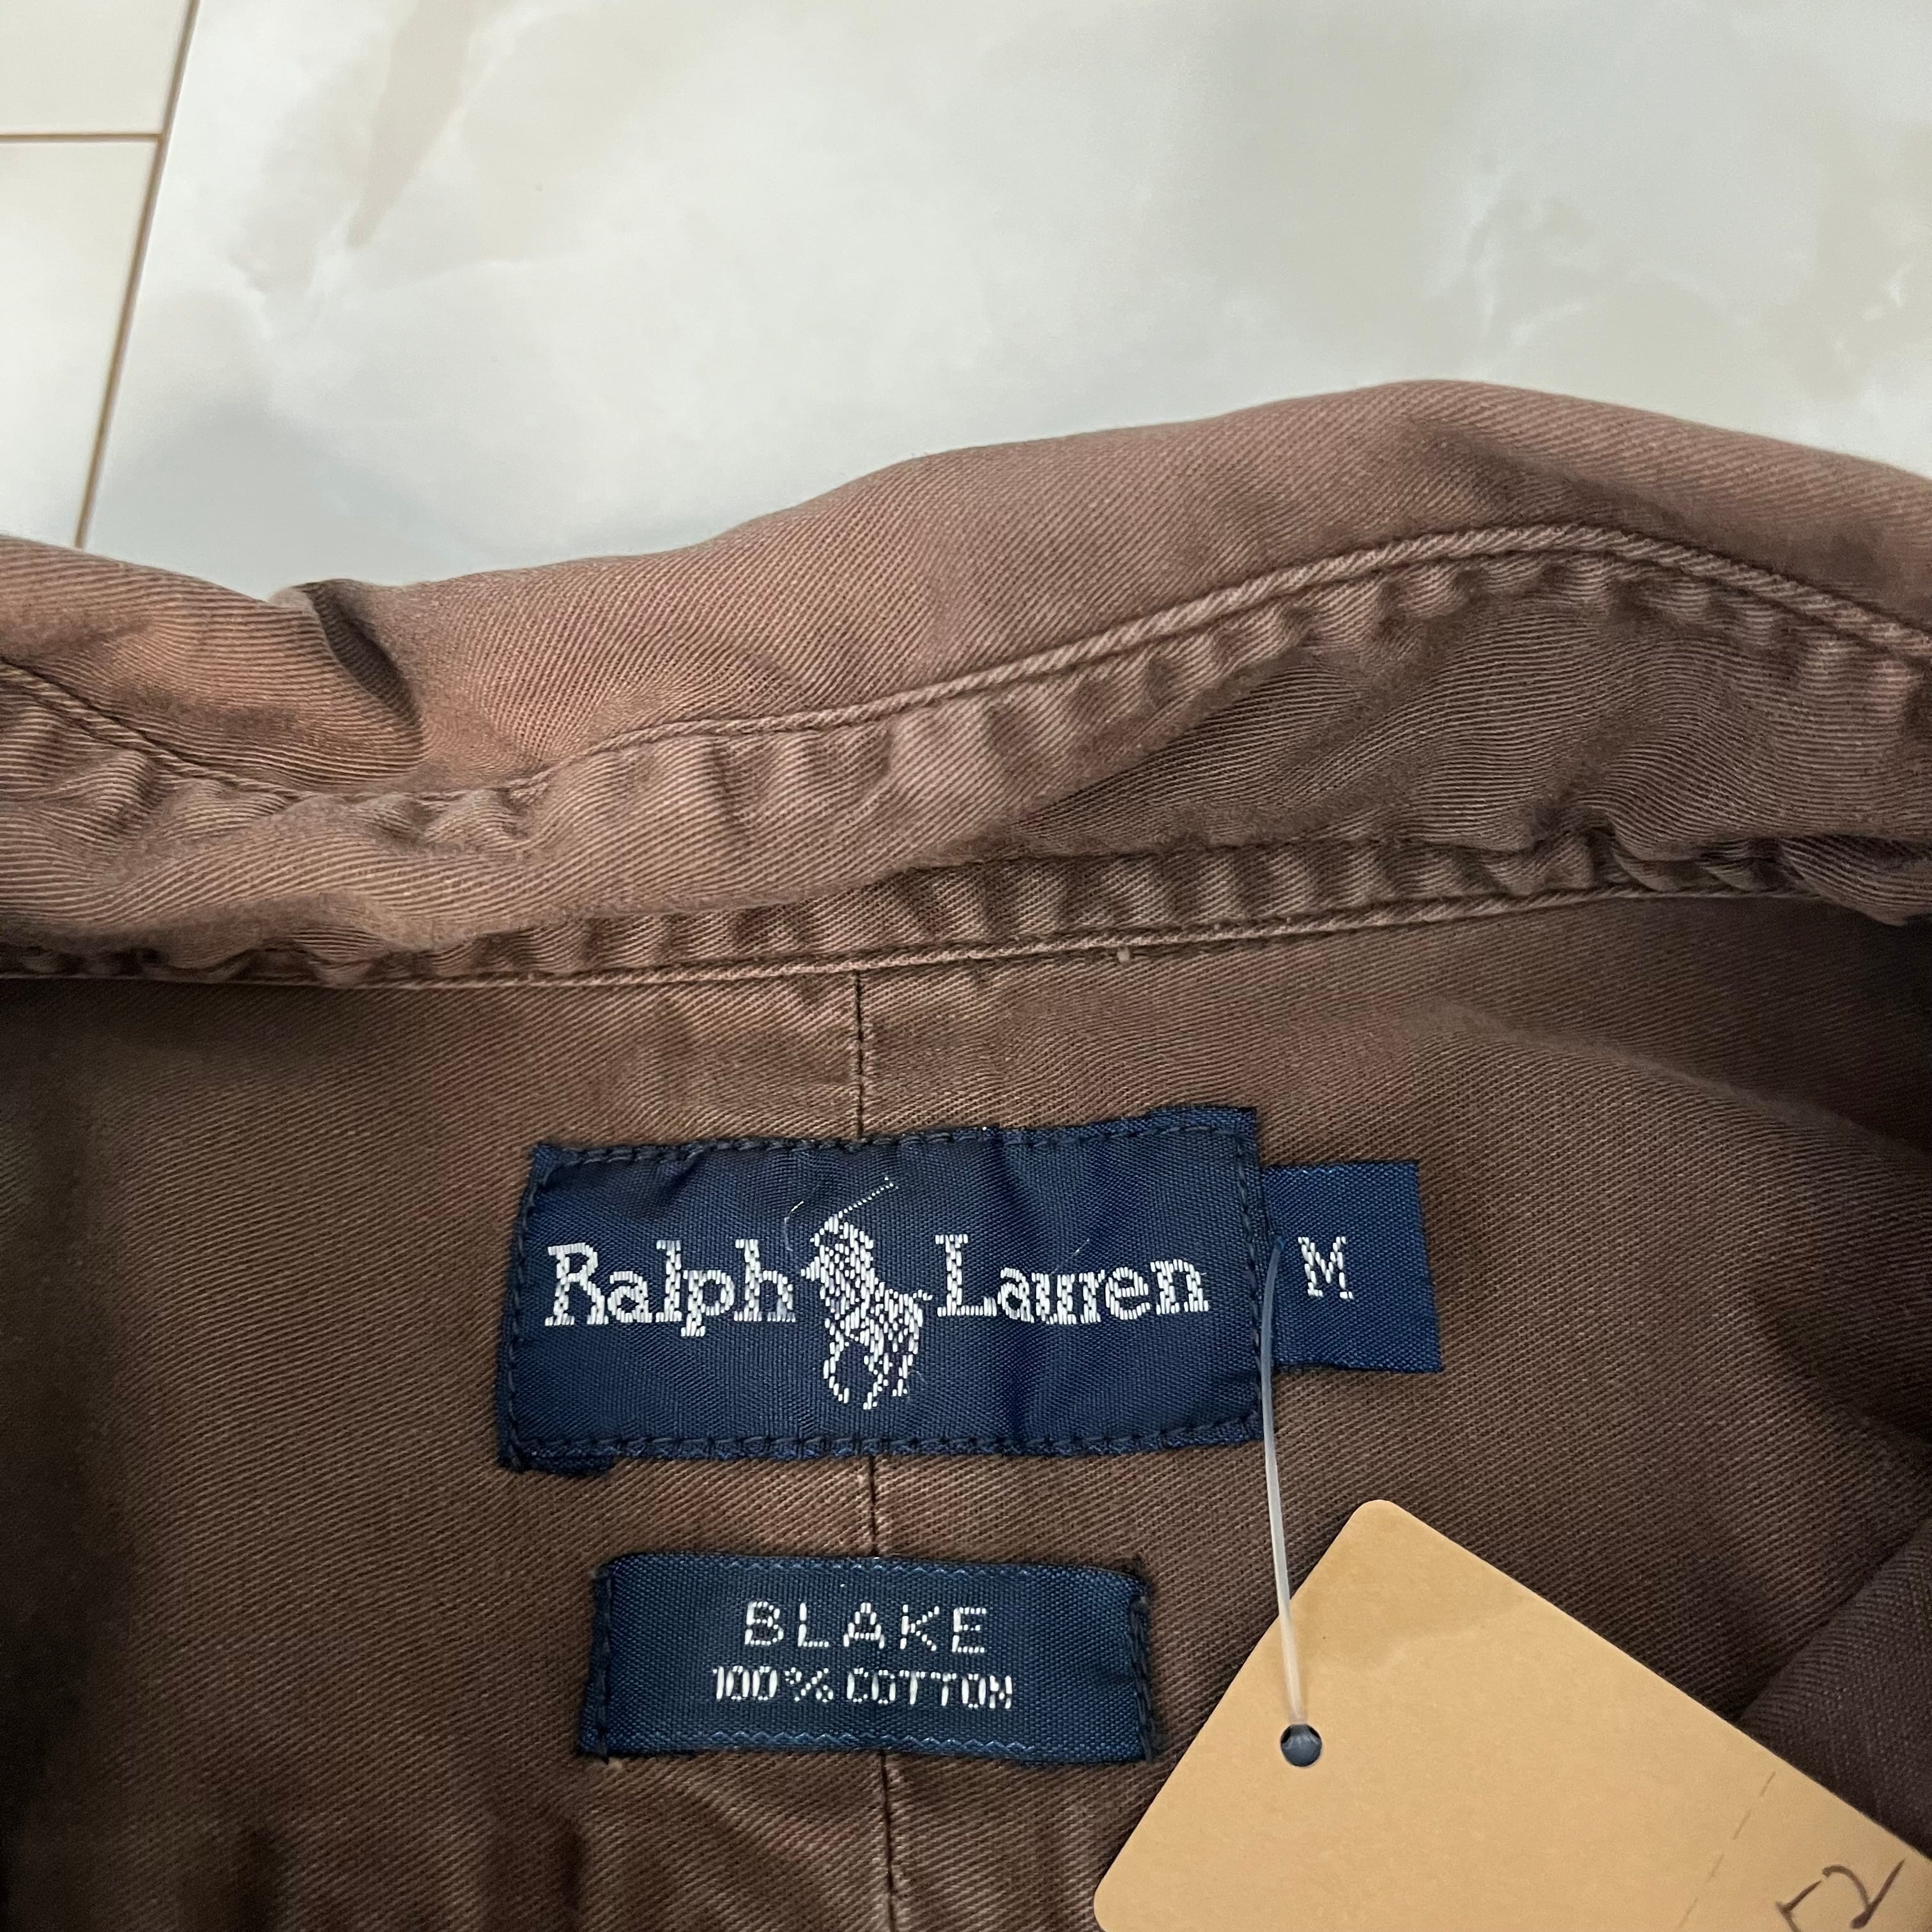 Ralph Lauren M
BLAKE
100% COTTON